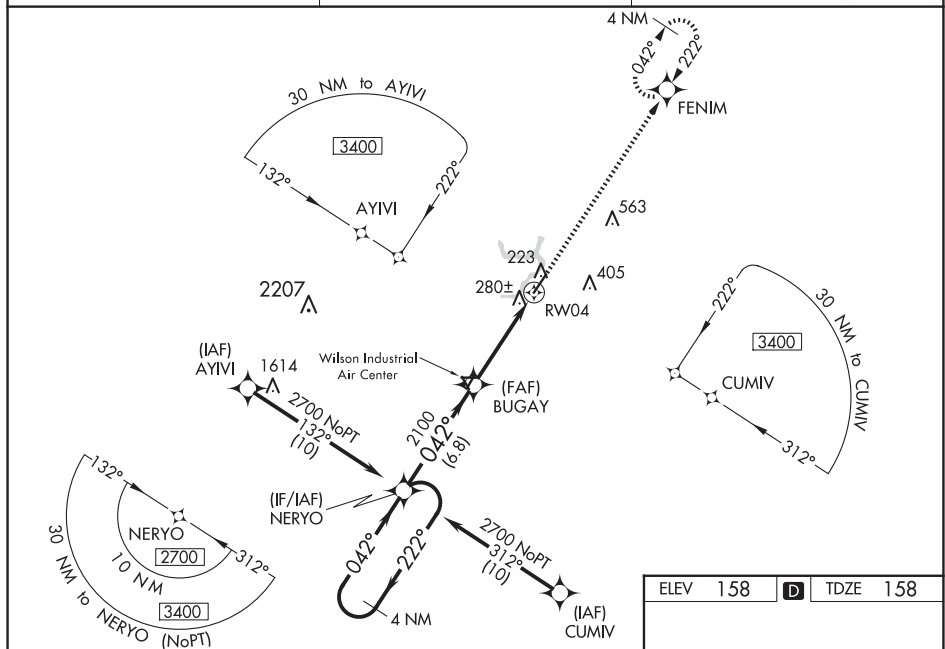 4 NM
042°
222°
FENIM
30 NM to AYIVI
3400
132°
222°
AYIVI
563
223
405
280±
RW04
2207
222°
30 NM to CUMIV
3400
CUMIV
312°
(IAF)
AYIVI
1614
Wilson Industrial
Air Center
(FAF)
BUGAY
2700 NoPT
132°
(10)
2100
042°
(6.8)
(IF/IAF)
NERYO
132°
NERYO
2700
312°
10 NM
3400
30 NM to NERYO (NoPT)
042°
222°
4 NM
2700 NoPT
312°
(10)
(IAF)
CUMIV
ELEV 158 D TDZE 158